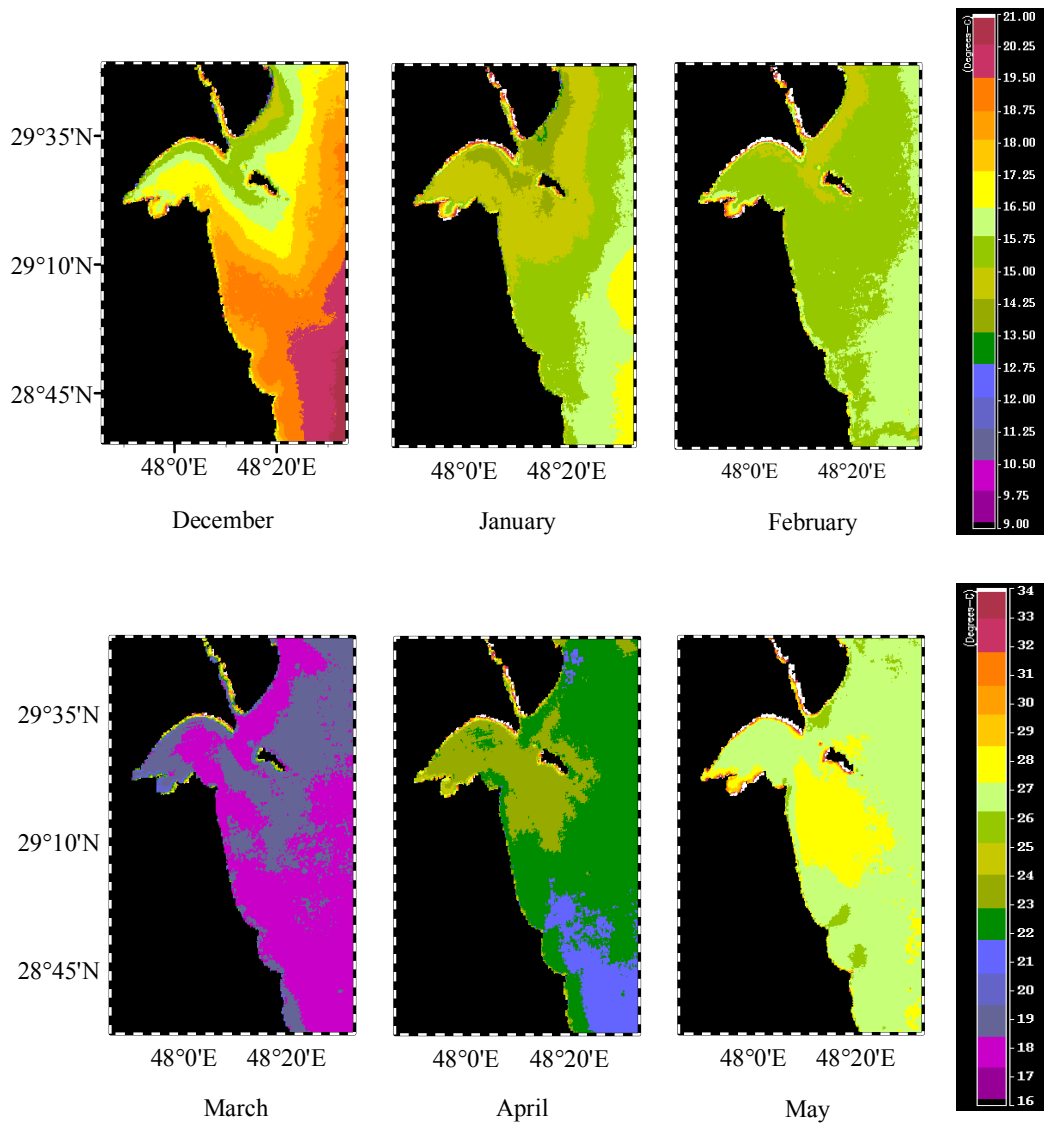 (Degrees-C)
21.00
20.25
19.50
18.75
18.00
17.25
16.50
15.75
15.00
14.25
13.50
12.75
12.00
11.25
10.50
9.75
9.00
29°35'N
29°10'N
28°45'N
48°0'E 48°20'E
48°0'E 48°20'E
48°0'E 48°20'E
December
January
February
(Degrees-C)
34
33
32
31
30
29
28
27
26
25
24
23
22
21
20
19
18
17
16
29°35'N
29°10'N
28°45'N
48°0'E 48°20'E
48°0'E 48°20'E
48°0'E 48°20'E
March
April
May